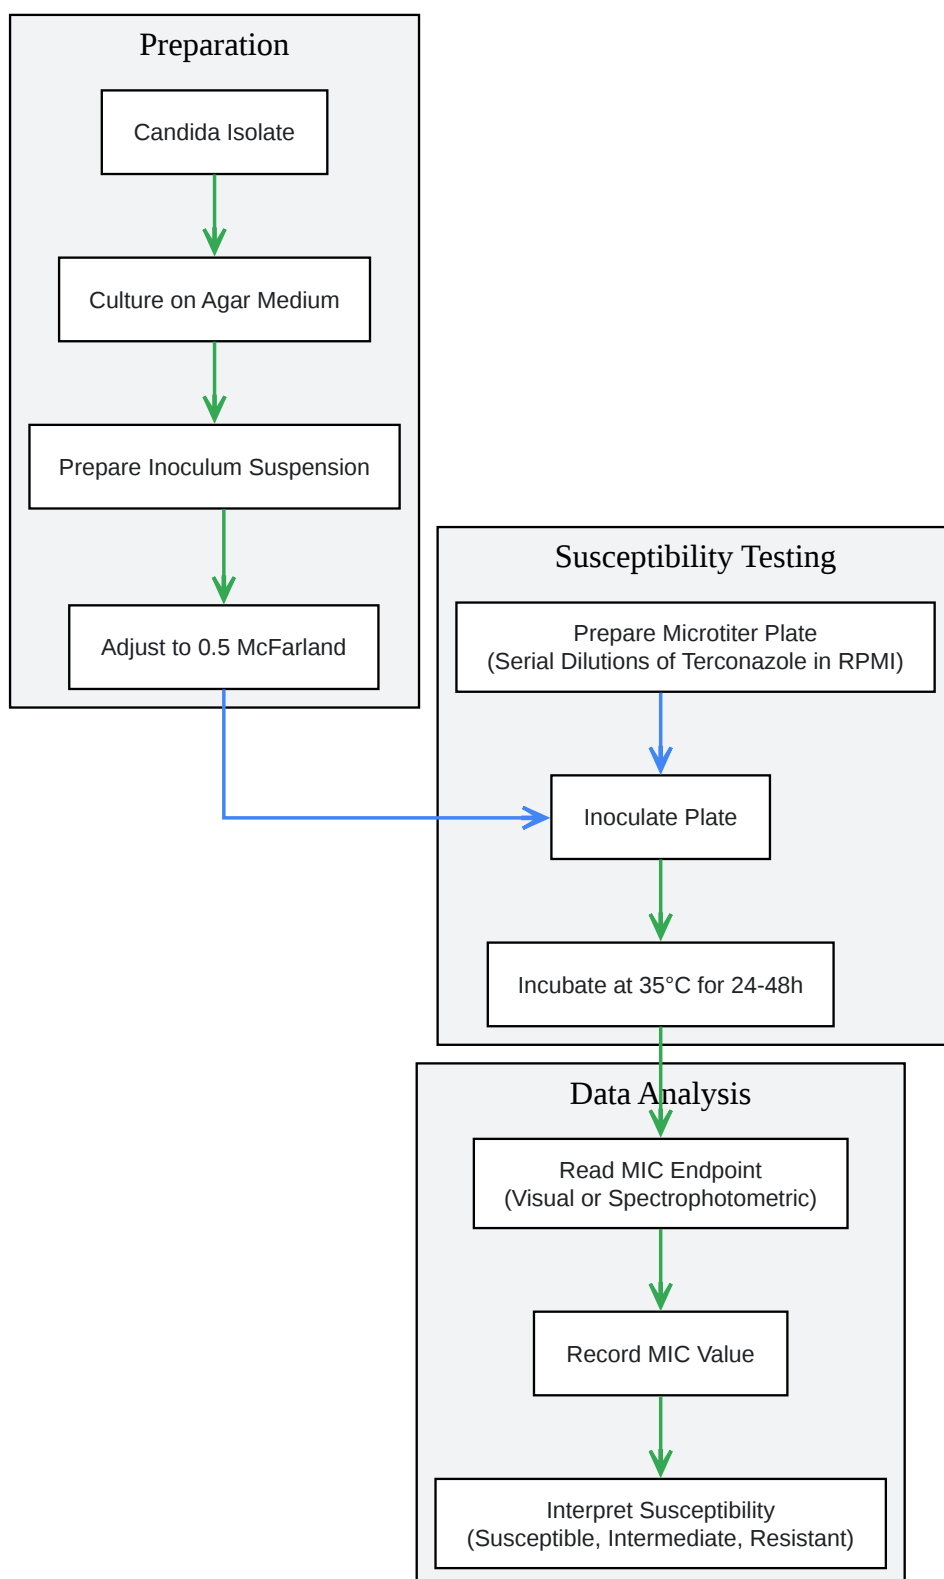 Preparation
Candida Isolate
Culture on Agar Medium
Prepare Inoculum Suspension
Adjust to 0.5 McFarland
Susceptibility Testing
Prepare Microtiter Plate
(Serial Dilutions of Terconazole in RPMI)
Inoculate Plate
Incubate at 35°C for 24-48h
Data Analysis
Read MIC Endpoint
(Visual or Spectrophotometric)
Record MIC Value
Interpret Susceptibility
(Susceptible, Intermediate, Resistant)